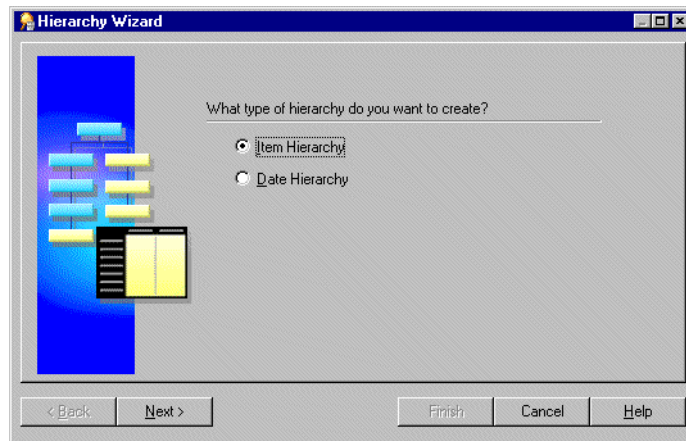 Hierarchy Wizard
What type of hierarchy do you want to create?
Item Hierarchy
Date Hierarchy
< Back Next > Finish Cancel Help